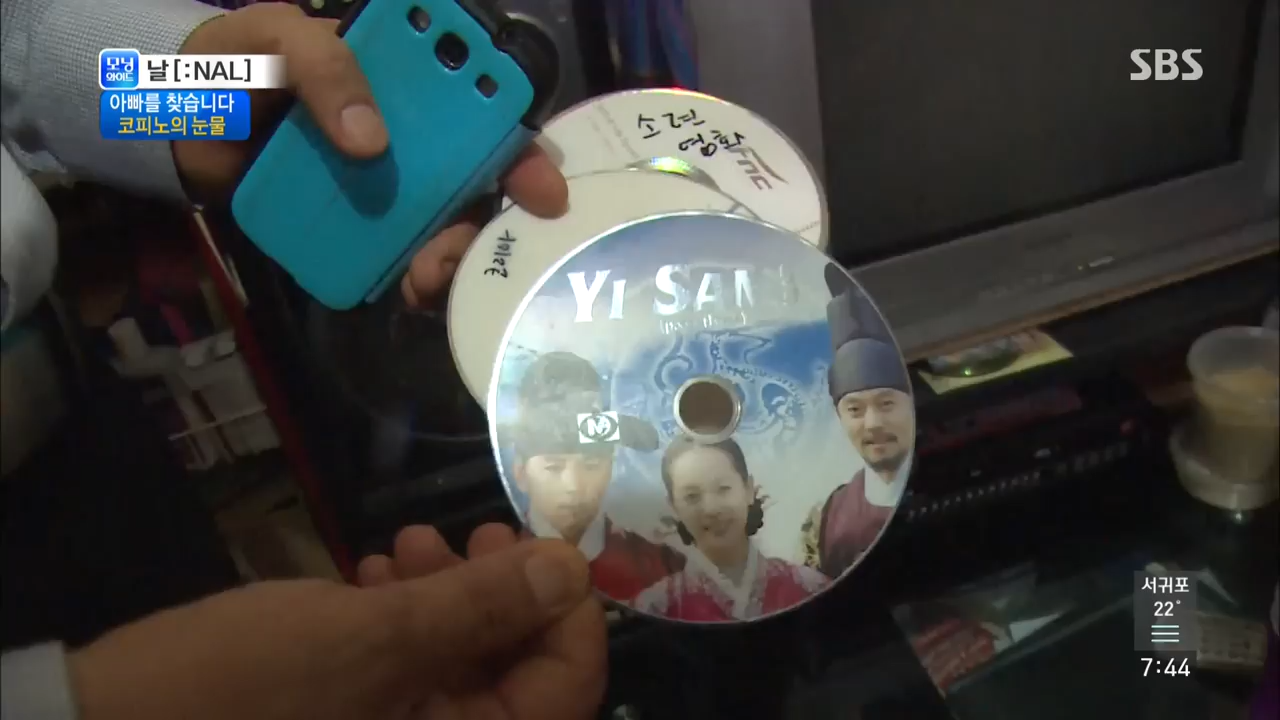 모닝
와이드
날[:NAL]
아빠를 찾습니다
코피노의 눈물
SBS
소련
영화
YI SAN
서귀포
22°
7:44